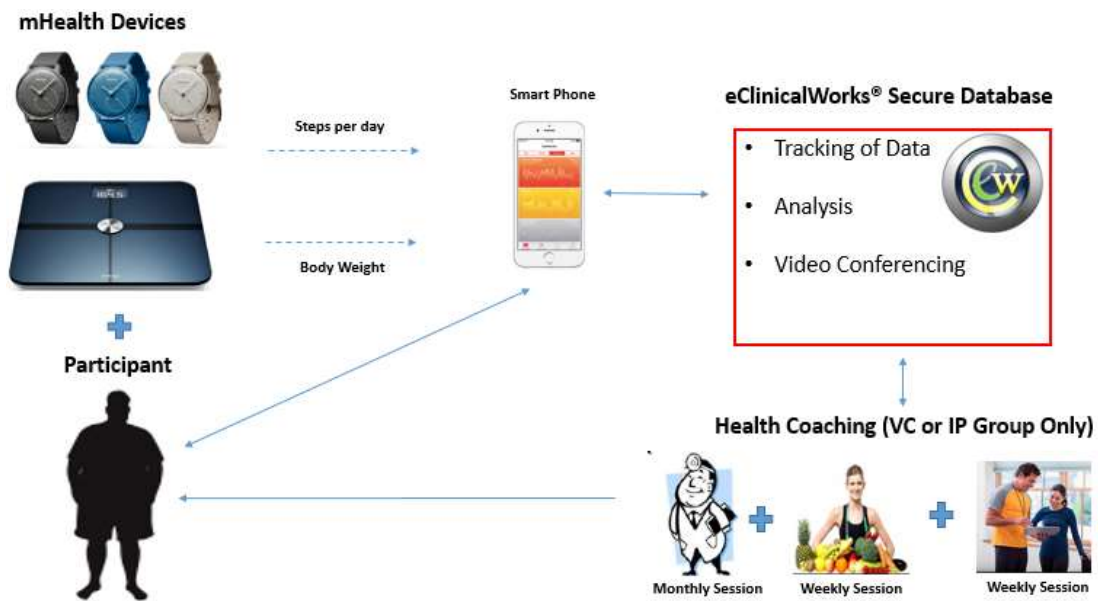 mHealth Devices
Steps per day
Body Weight
Smart Phone
eClinicalWorks® Secure Database
• Tracking of Data
• Analysis
• Video Conferencing
eCW
Participant
Health Coaching (VC or IP Group Only)
Monthly Session
Weekly Session
Weekly Session